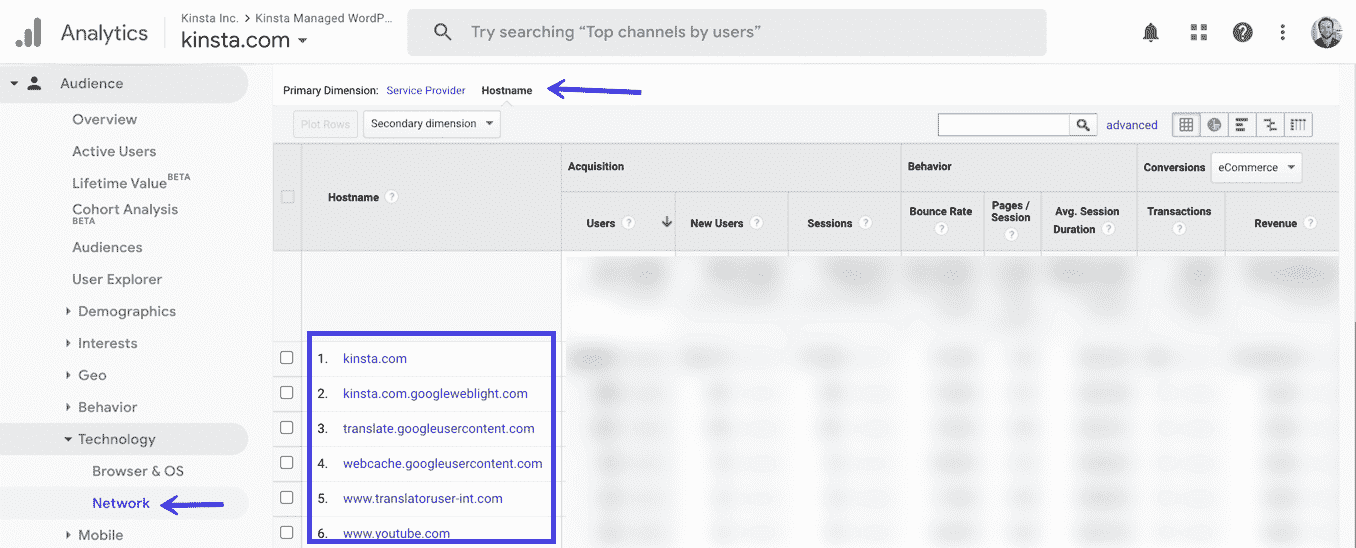 Analytics
Kinsta Inc. > Kinsta Managed WordP...
kinsta.com
Try searching “Top channels by users”
Audience
Overview
Active Users
Lifetime Value BETA
Cohort Analysis
BETA
Audiences
User Explorer
Demographics
Interests
Geo
Behavior
Technology
Browser & OS
Network
Mobile
Primary Dimension: Service Provider Hostname
Plot Rows Secondary dimension advanced
Hostname
Acquisition Behavior Conversions eCommerce
Users New Users Sessions Bounce Rate Pages / Session Avg. Session Duration Transactions Revenue
1. kinsta.com
2. kinsta.com.googleweblight.com
3. translate.googleusercontent.com
4. webcache.googleusercontent.com
5. www.translatoruser-int.com
6. www.youtube.com